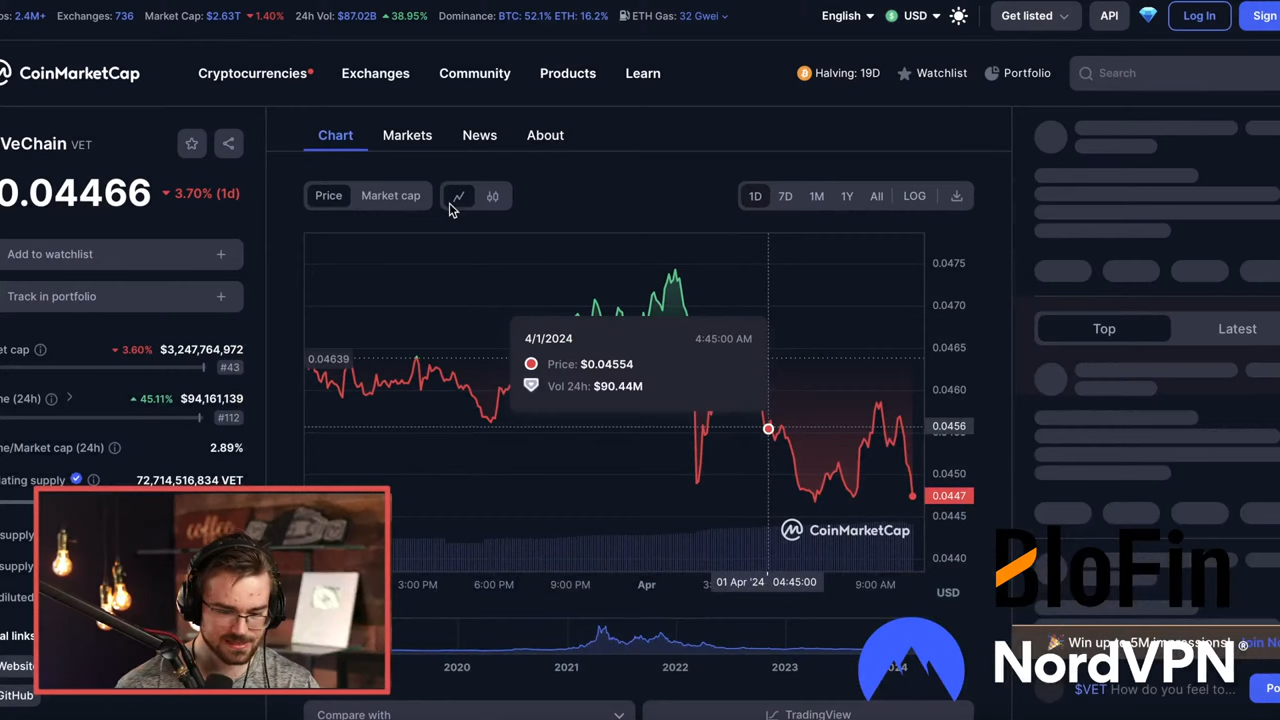 ps: 2.4M+ Exchanges: 736 Market Cap: $2.63T 1.40% 24h Vol: $87.02B 38.95% Dominance: BTC: 52.1% ETH: 16.2% ETH Gas: 32 Gwei English USD Get listed API Log In Sign
CoinMarketCap Cryptocurrencies Exchanges Community Products Learn Halving: 19D Watchlist Portfolio Search
VeChain VET
Chart Markets News About
0.04466 3.70% (1d)
Price Market cap 1D 7D 1M 1Y All LOG
Add to watchlist +
Track in portfolio +
et cap 3.60% $3,247,764,972
#43
me (24h) 45.11% $94,161,139
#112
me/Market cap (24h) 2.89%
ating supply 72,714,516,834 VET
supply
supply
diluted
al links
Website
GitHub
0.04639
4/1/2024 4:45:00 AM
Price: $0.04554
Vol 24h: $90.44M
0.0475
0.0470
0.0465
0.0460
0.0456
0.0450
0.0447
0.0445
0.0440
CoinMarketCap
3:00 PM 6:00 PM 9:00 PM Apr 3: 01 Apr '24 04:45:00 9:00 AM
USD
2020 2021 2022 2023 2024
Compare with
TradingView
Top Latest
BloFin
Win up to 5M impressions! Join No
NordVPN®
$VET How do you feel to...
Po
coffee